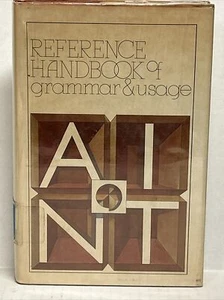 REFERENCE
HANDBOOK of
grammar & usage
A I
N T